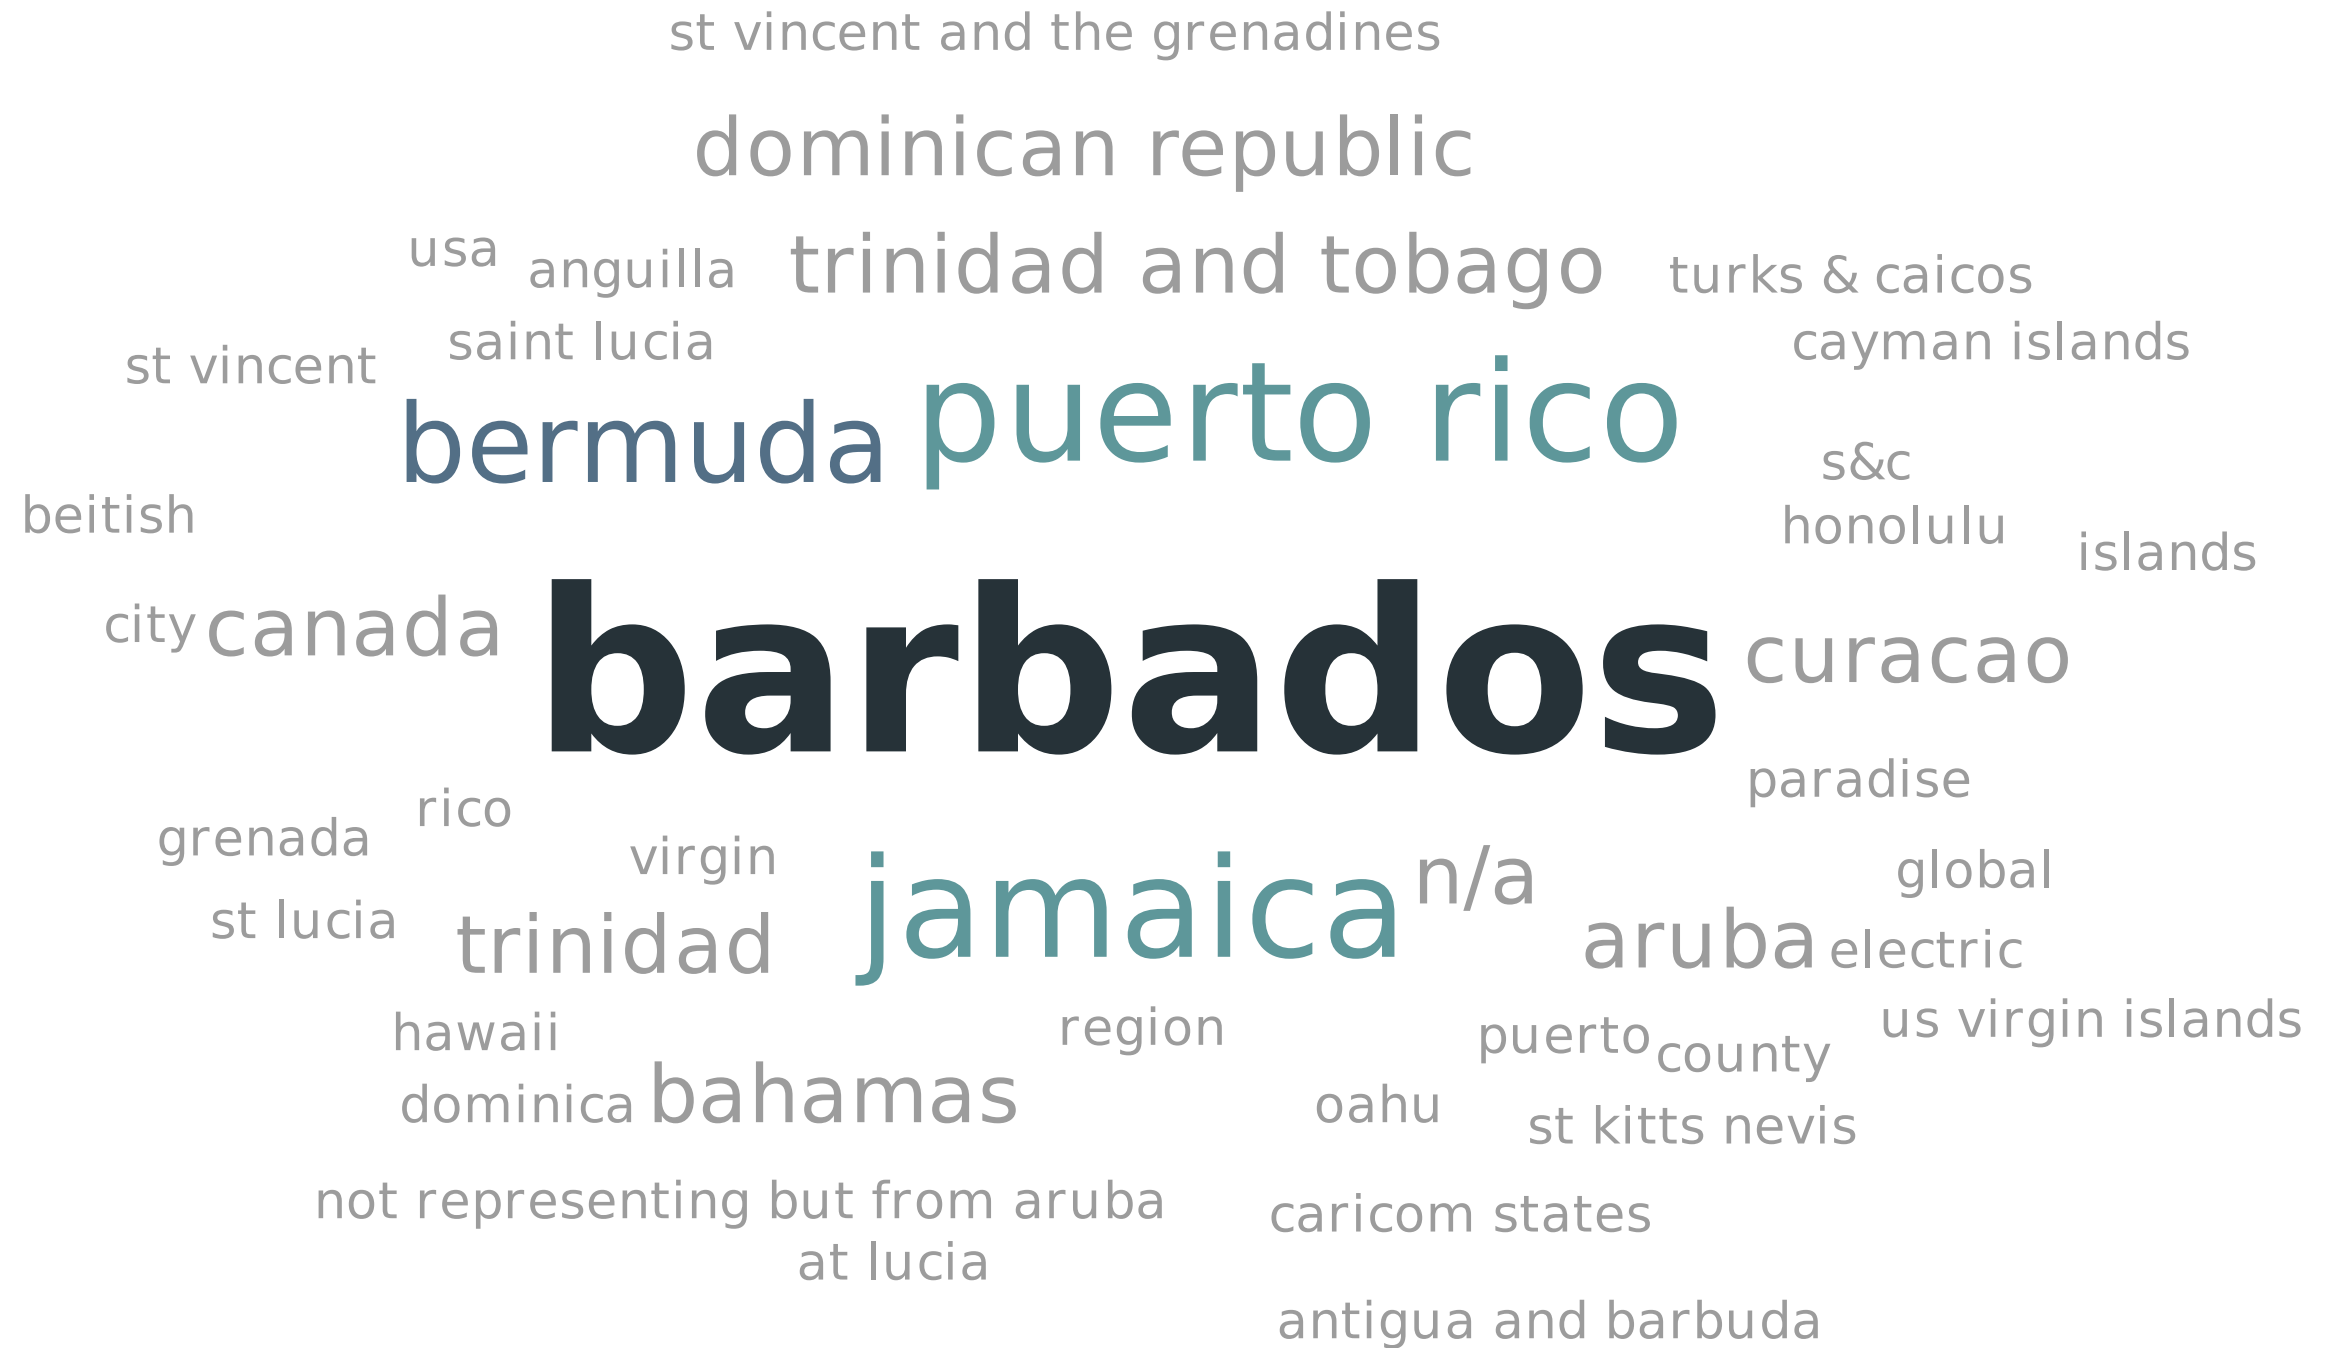 st vincent and the grenadines
dominican republic
usa
anguilla
trinidad and tobago
turks & caicos
st vincent
saint lucia
cayman islands
bermuda
puerto rico
s&c
beitish
honolulu
islands
city
canada
barbados
curacao
paradise
rico
grenada
virgin
jamaica
n/a
global
st lucia
trinidad
aruba
electric
hawaii
region
puerto
county
us virgin islands
dominica
bahamas
oahu
st kitts nevis
not representing but from aruba
caricom states
at lucia
antigua and barbuda